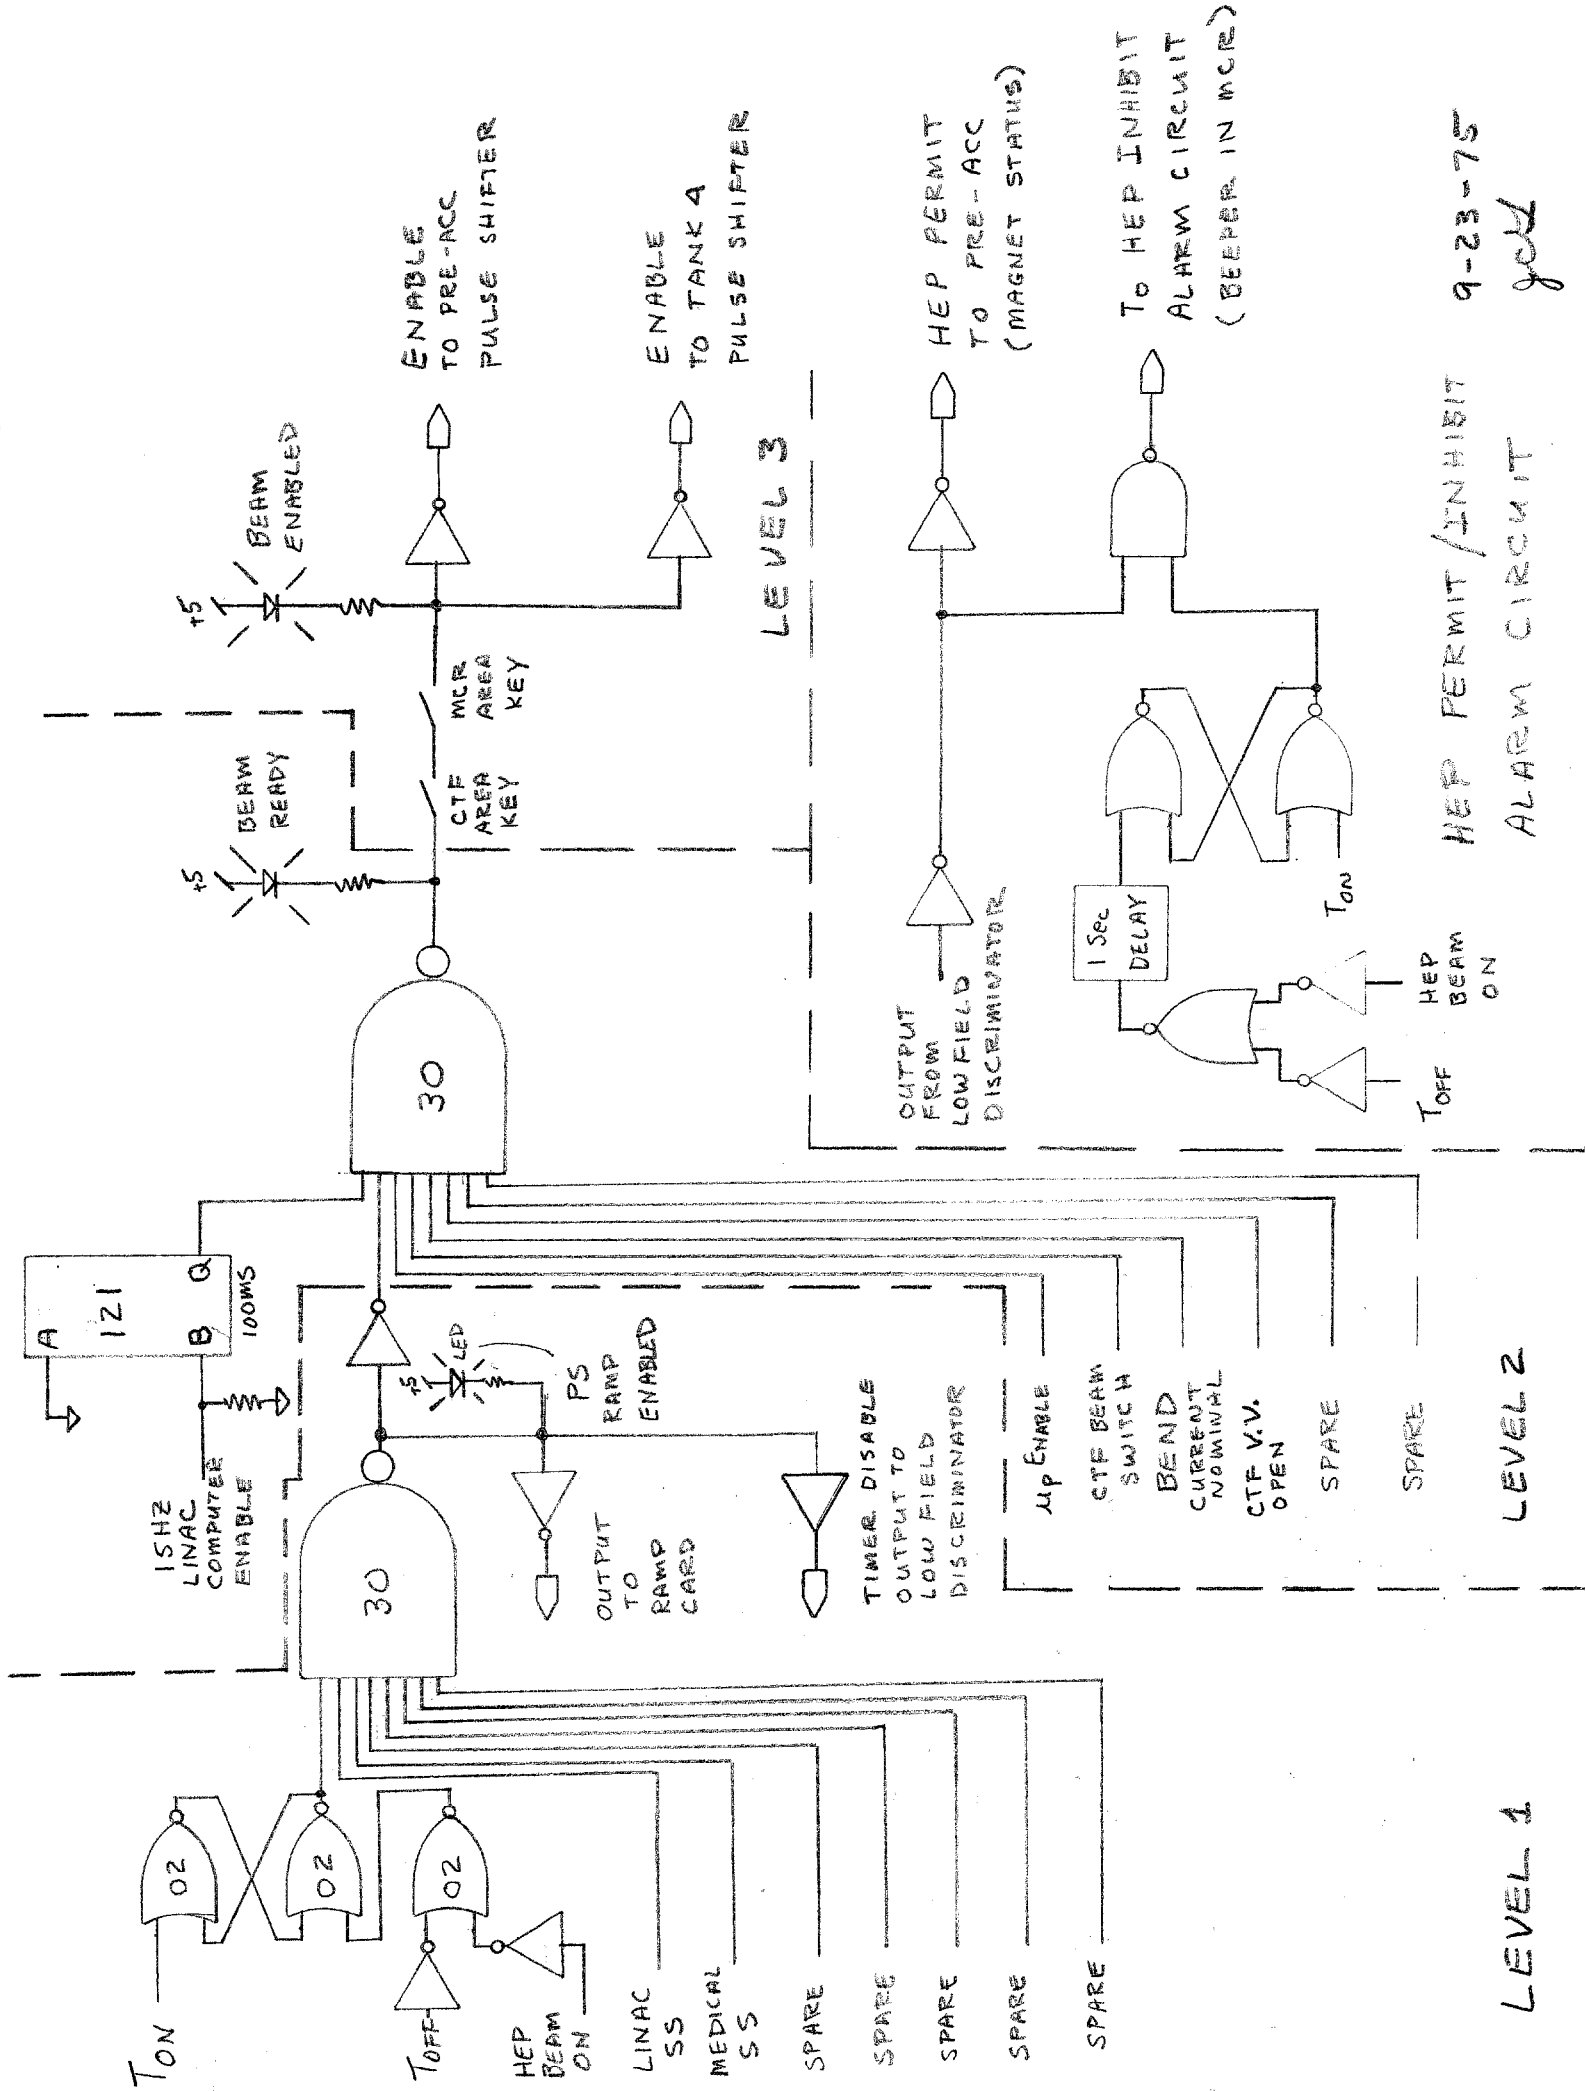 T ON
02
02
02
T OFF
HEP
BEAM
ON
LINAC
SS
MEDICAL
SS
SPARE
SPARE
SPARE
SPARE
SPARE
LEVEL 1
30
15HZ
LINAC
COMPUTER
ENABLE
A
121
B
Q
100MS
+5
LED
PS
RAMP
ENABLED
OUTPUT
TO
RAMP
CARD
TIMER DISABLE
OUTPUT TO
LOW FIELD
DISCRIMINATOR
μP ENABLE
CTF BEAM
SWITCH
BEND
CURRENT
NOMINAL
CTF V.V.
OPEN
SPARE
SPARE
LEVEL 2
30
+5
BEAM
READY
CTF
AREA
KEY
MCR
AREA
KEY
+5
BEAM
ENABLED
ENABLE
TO PRE-ACC
PULSE SHIFTER
ENABLE
TO TANK 4
PULSE SHIFTER
LEVEL 3
OUTPUT
FROM
LOW FIELD
DISCRIMINATOR
HEP PERMIT
TO PRE-ACC
(MAGNET STATUS)
T OFF
HEP
BEAM
ON
1 Sec
DELAY
T ON
To HEP INHIBIT
ALARM CIRCUIT
(BEEPER IN MCR)
HEP PERMIT/INHIBIT
ALARM CIRCUIT
9-23-75